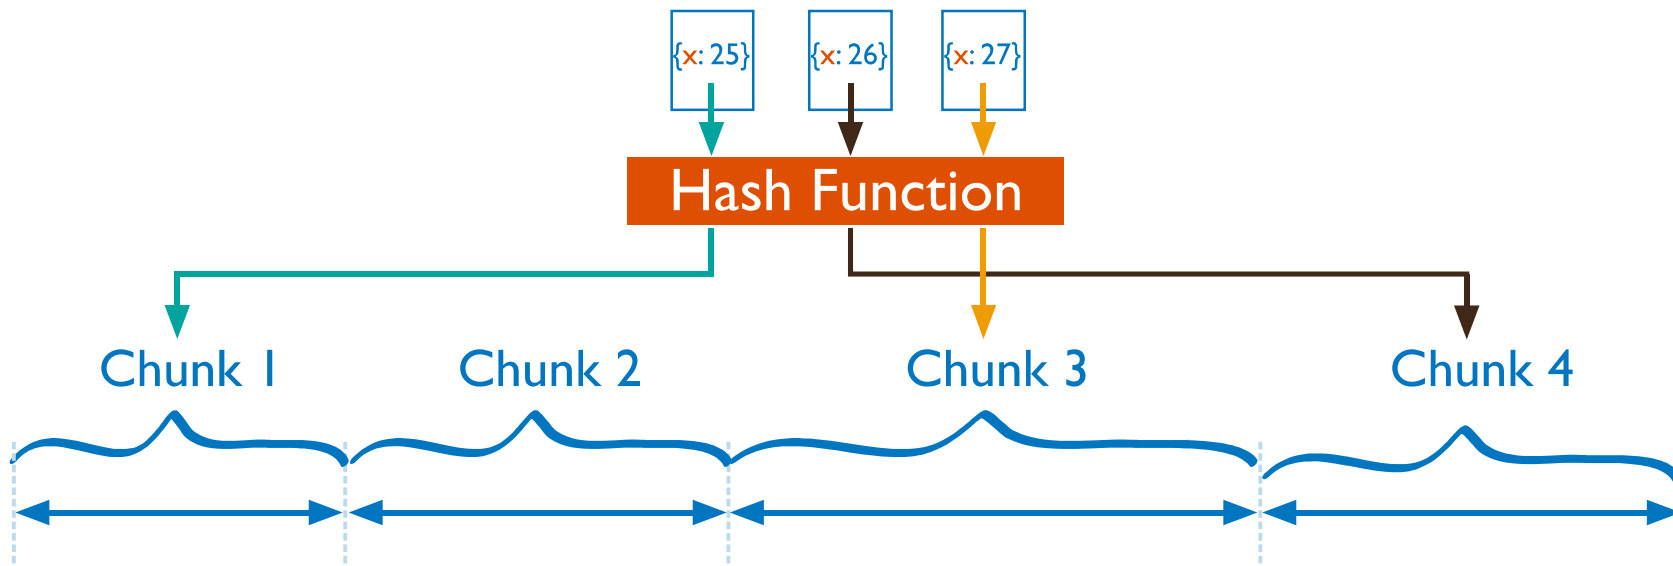 {x: 25} {x: 26} {x: 27}
Hash Function
Chunk 1 Chunk 2 Chunk 3 Chunk 4